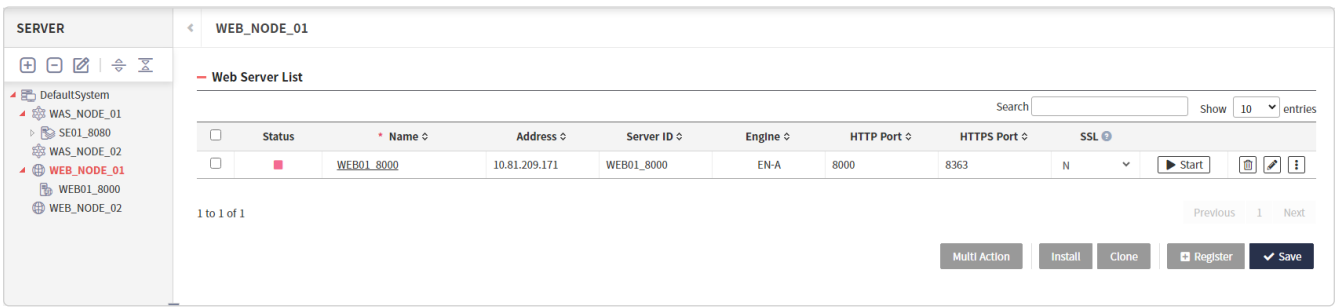 SERVER
WEB_NODE_01
DefaultSystem
WAS_NODE_01
SE01_8080
WAS_NODE_02
WEB_NODE_01
WEB01_8000
WEB_NODE_02
Web Server List
Search Show 10 entries
Status * Name Address Server ID Engine HTTP Port HTTPS Port SSL ?
WEB01_8000 10.81.209.171 WEB01_8000 EN-A 8000 8363 N Start
1 to 1 of 1 Previous 1 Next
Multi Action Install Clone Register Save